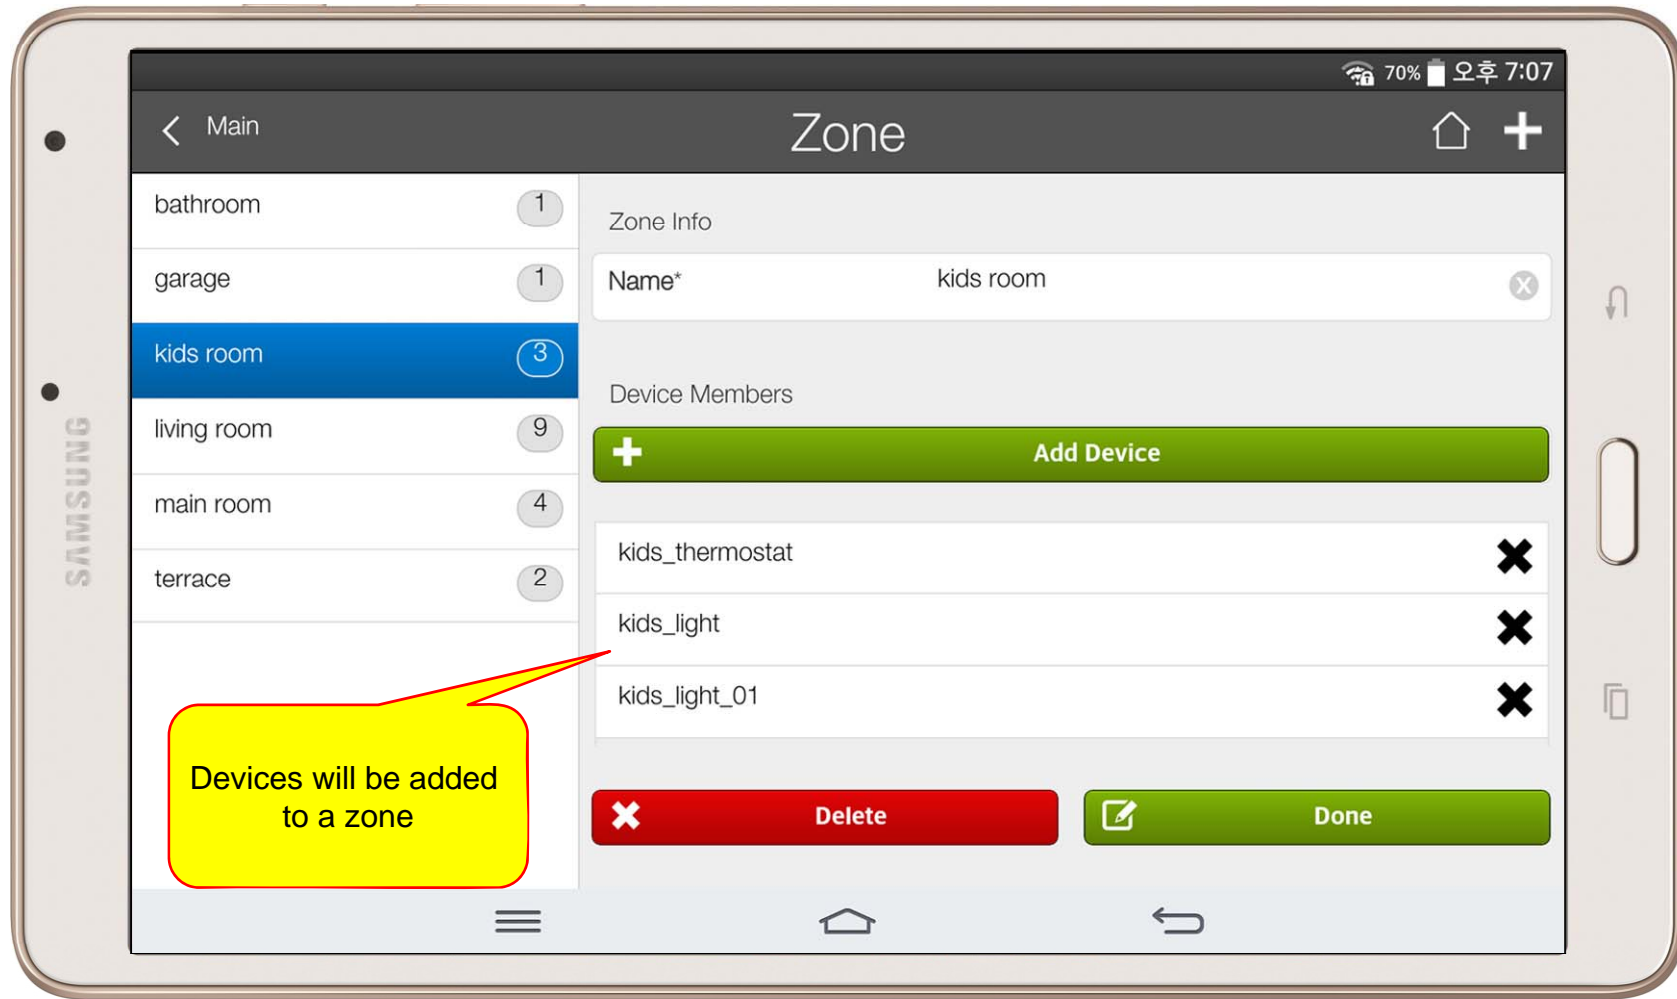 70% 오후 7:07
Main
Zone
bathroom 1
garage 1
kids room 3
living room 9
main room 4
terrace 2
Zone Info
Name* kids room
Device Members
Add Device
kids_thermostat
kids_light
kids_light_01
Delete
Done
Devices will be added
to a zone
SAMSUNG